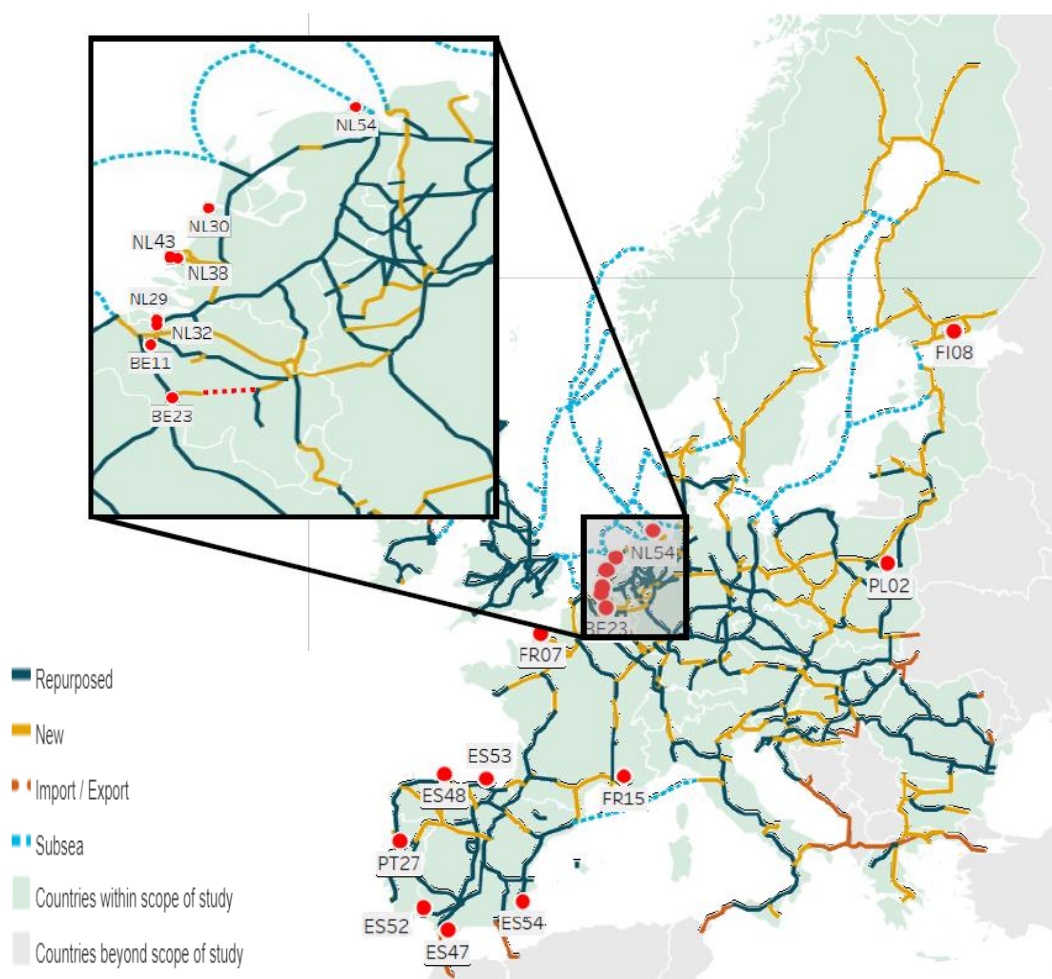 NL54
NL30
NL43
NL38
NL29
NL32
BE11
BE23
FI08
NL54
PL02
BE23
FR07
Repurposed
New
Import / Export
Subsea
Countries within scope of study
Countries beyond scope of study
ES53
ES48
FR15
PT27
ES52
ES54
ES47